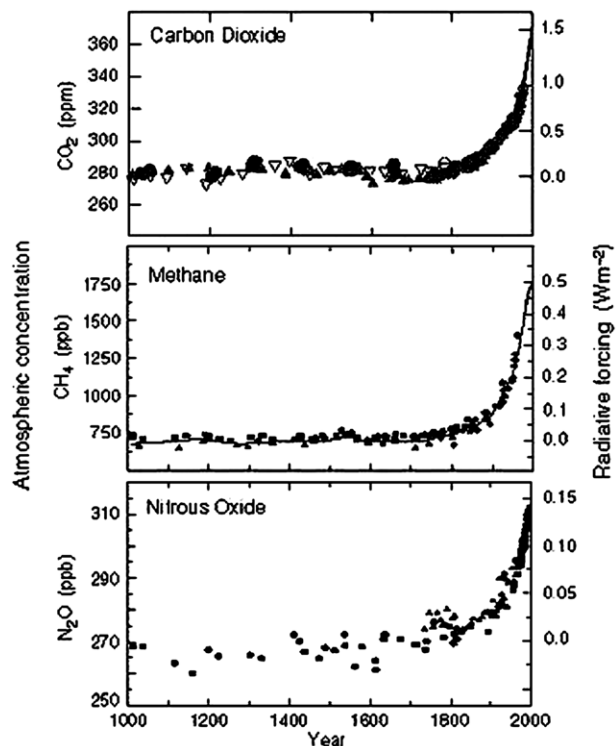 Carbon Dioxide
360
340
320
300
280
260
CO₂ (ppm)
1.5
1.0
0.5
0.0
Atmospheric concentration
Methane
1750
1500
1250
1000
750
CH₄ (ppb)
0.5
0.4
0.3
0.2
0.1
0.0
Radialive forcing (Wm⁻²)
Nitrous Oxide
310
290
270
250
N₂O (ppb)
0.15
0.10
0.05
0.0
1000 1200 1400 1600 1800 2000
Year